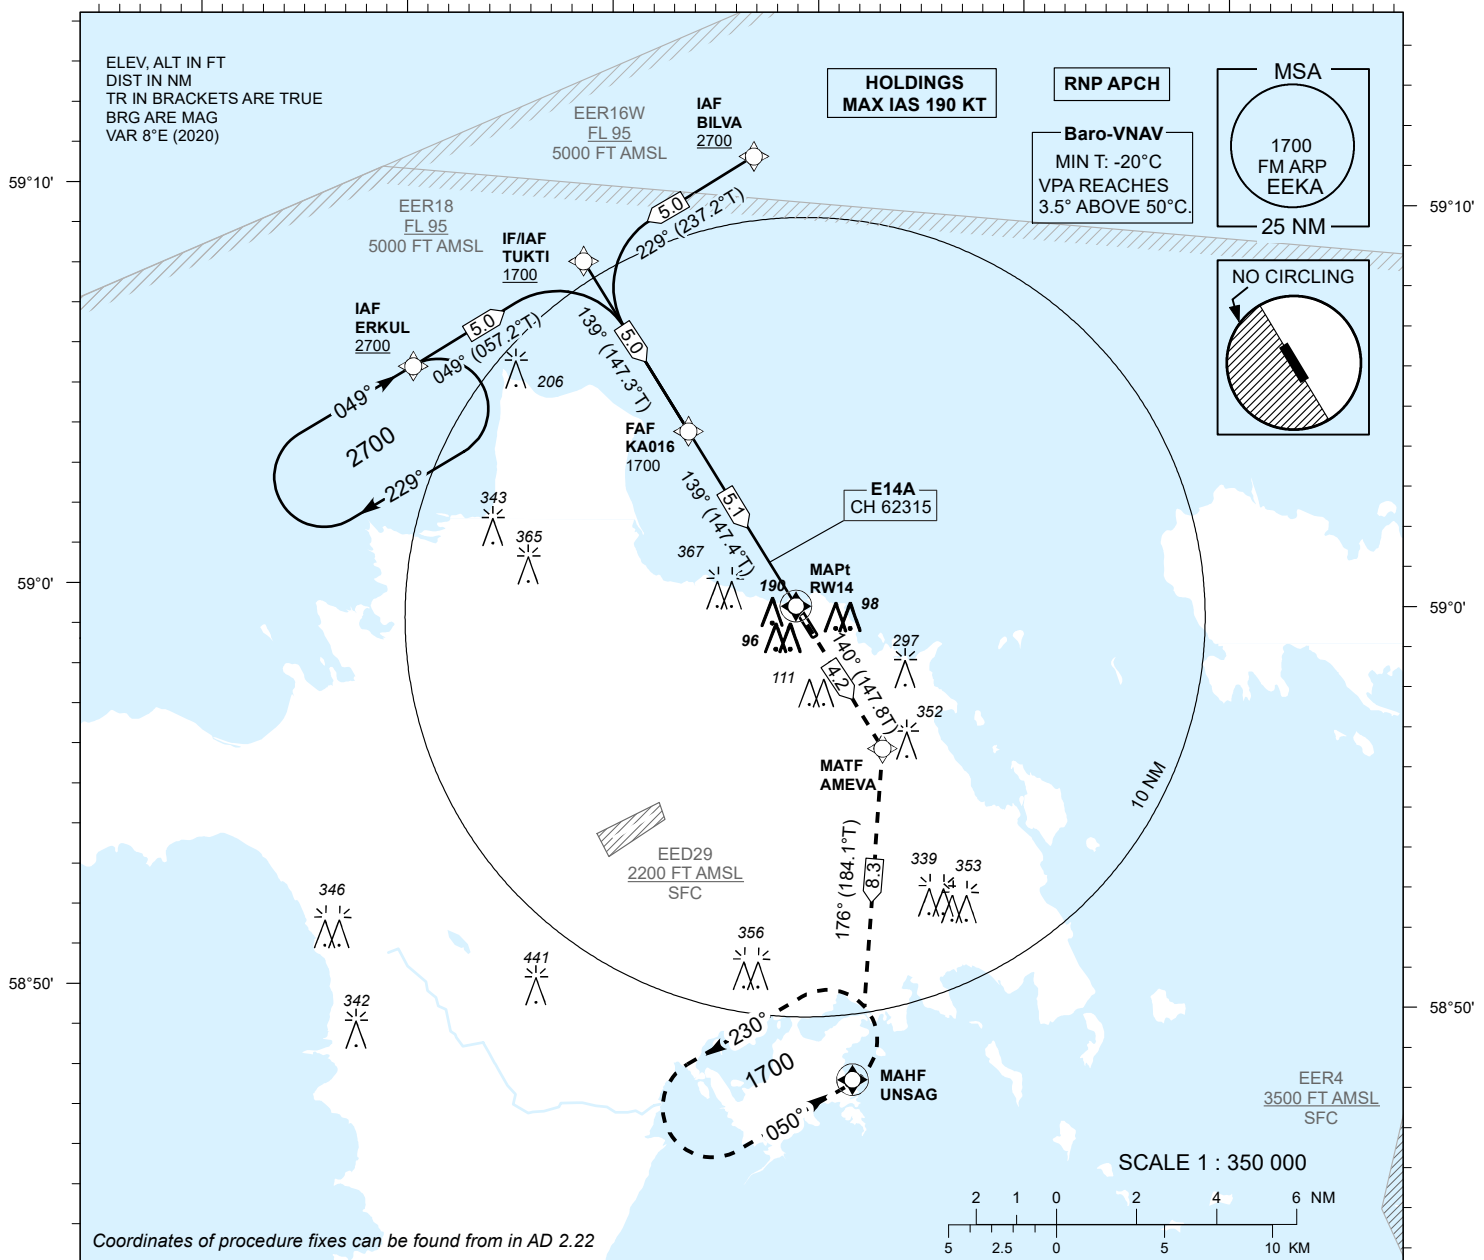 ELEV, ALT IN FT
DIST IN NM
TR IN BRACKETS ARE TRUE
BRG ARE MAG
VAR 8°E (2020)
EER16W
FL 95
5000 FT AMSL
IAF
BILVA
2700
HOLDINGS
MAX IAS 190 KT
RNP APCH
Baro-VNAV
MIN T: -20°C
VPA REACHES
3.5° ABOVE 50°C.
MSA
1700
FM ARP
EEKA
25 NM
NO CIRCLING
59°10'
59°10'
EER18
FL 95
5000 FT AMSL
IF/IAF
TUKTI
1700
5.0
229° (237.2°T)
IAF
ERKUL
2700
5.0
049° (057.2°T)
5.0
139° (147.3°T)
206
049°
2700
229°
FAF
KA016
1700
5.1
139° (147.4°T)
E14A
CH 62315
343
365
367
59°0'
59°0'
MAPt
RW14
190
98
96
111
297
140° (147.8T)
4.2
352
MATF
AMEVA
10 NM
EED29
2200 FT AMSL
SFC
176° (184.1°T)
8.3
339
353
346
356
441
342
58°50'
58°50'
230°
1700
050°
MAHF
UNSAG
EER4
3500 FT AMSL
SFC
SCALE 1 : 350 000
2 1 0 2 4 6 NM
5 2.5 0 5 10 KM
Coordinates of procedure fixes can be found from in AD 2.22